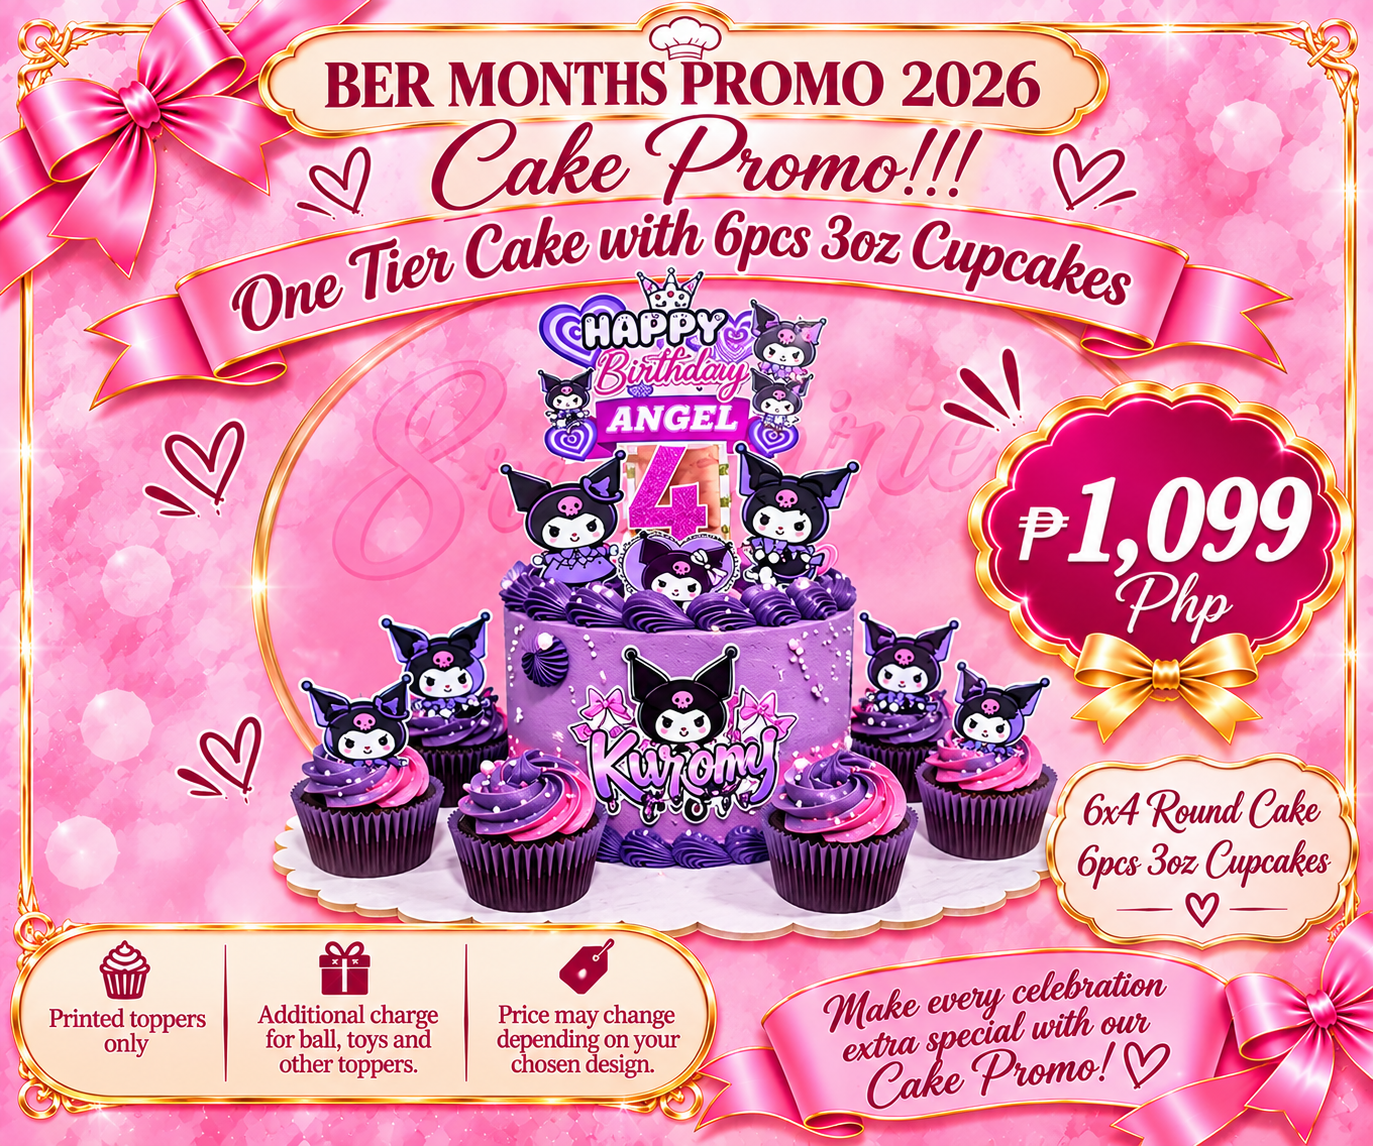 BER MONTHS PROMO 2026
Cake Promo!!!
One Tier Cake with 6pcs 3oz Cupcakes
HAPPY
Birthday
ANGEL
4
Kuromy
₱1,099
Php
6x4 Round Cake
6pcs 3oz Cupcakes
Printed toppers
only
Additional charge
for ball, toys and
other toppers.
Price may change
depending on your
chosen design.
Make every celebration
extra special with our
Cake Promo!